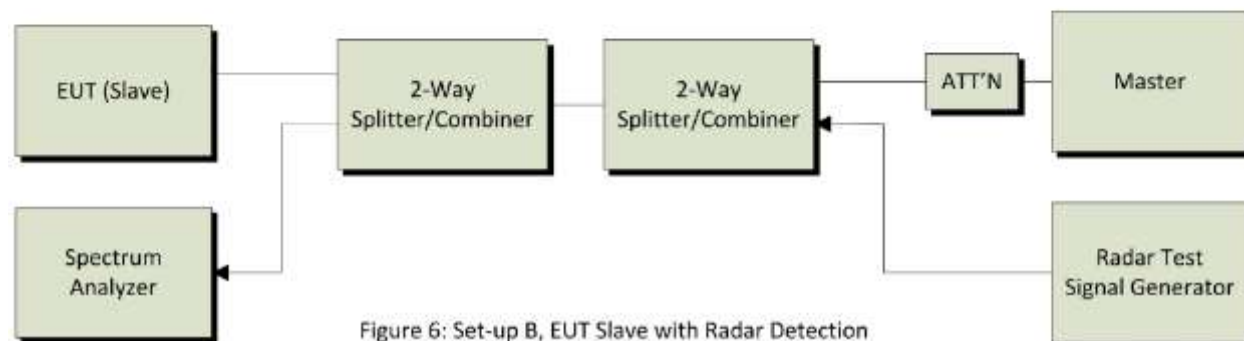 EUT (Slave)
2-Way
Splitter/Combiner
2-Way
Splitter/Combiner
ATT'N
Master
Spectrum
Analyzer
Radar Test
Signal Generator
Figure 6: Set-up B, EUT Slave with Radar Detection